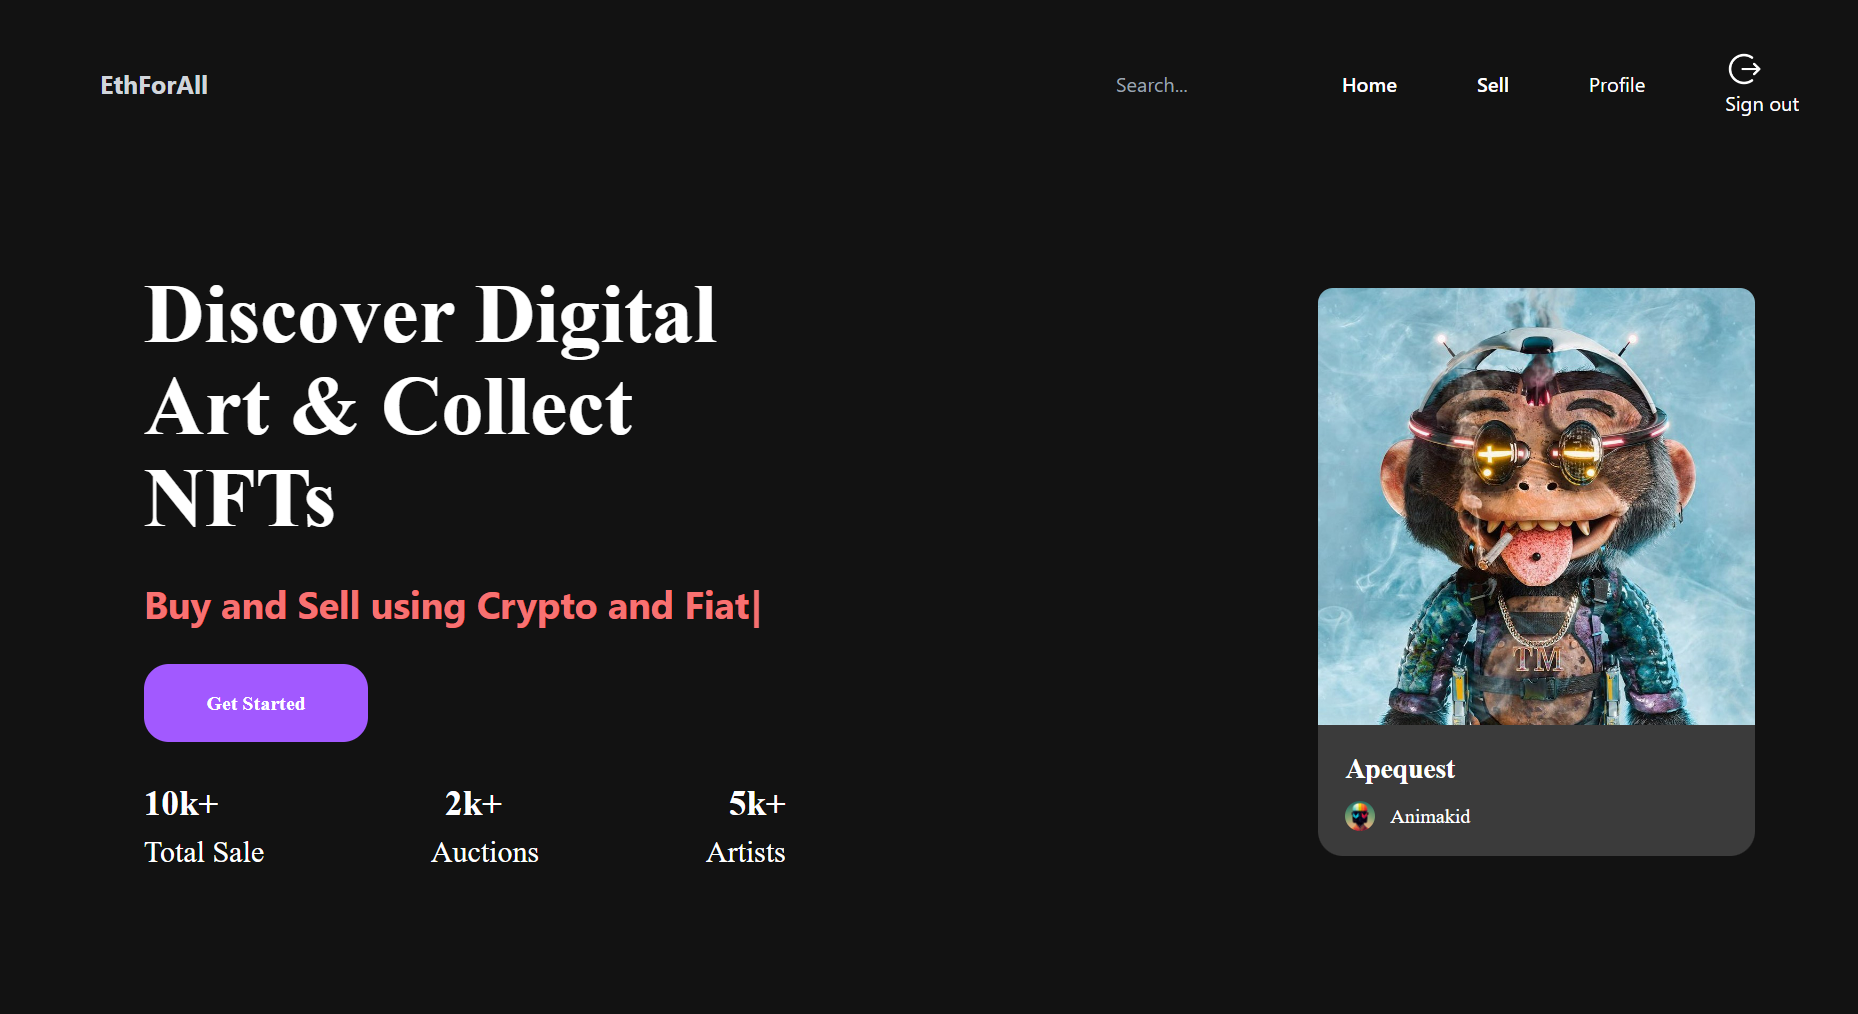 EthForAll
Search...
Home
Sell
Profile
Sign out
Discover Digital
Art & Collect
NFTs
Buy and Sell using Crypto and Fiat|
Get Started
10k+
Total Sale
2k+
Auctions
5k+
Artists
TM
Apequest
Animakid